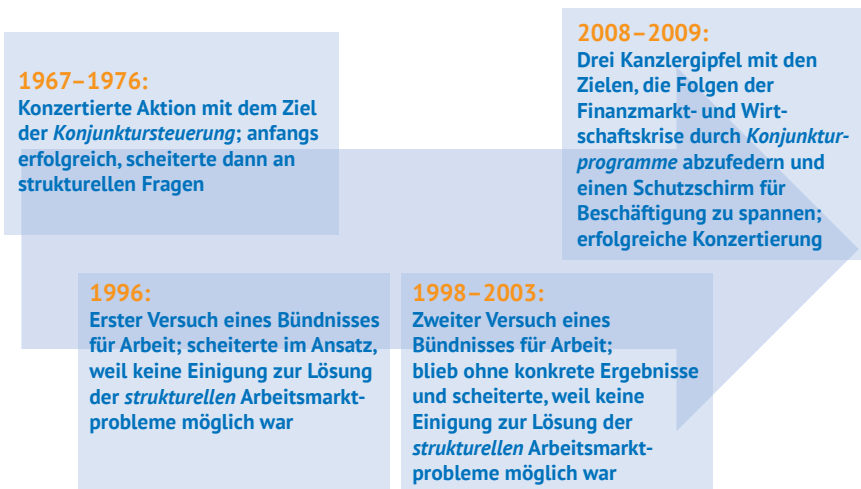 1967–1976:
Konzertierte Aktion mit dem Ziel
der Konjunktursteuerung; anfangs
erfolgreich, scheiterte dann an
strukturellen Fragen
1996:
Erster Versuch eines Bündnisses
für Arbeit; scheiterte im Ansatz,
weil keine Einigung zur Lösung
der strukturellen Arbeitsmarkt-
probleme möglich war
1998–2003:
Zweiter Versuch eines
Bündnisses für Arbeit;
blieb ohne konkrete Ergebnisse
und scheiterte, weil keine
Einigung zur Lösung der
strukturellen Arbeitsmarkt-
probleme möglich war
2008–2009:
Drei Kanzlergipfel mit den
Zielen, die Folgen der
Finanzmarkt- und Wirt-
schaftskrise durch Konjunktur-
programme abzufedern und
einen Schutzschirm für
Beschäftigung zu spannen;
erfolgreiche Konzertierung